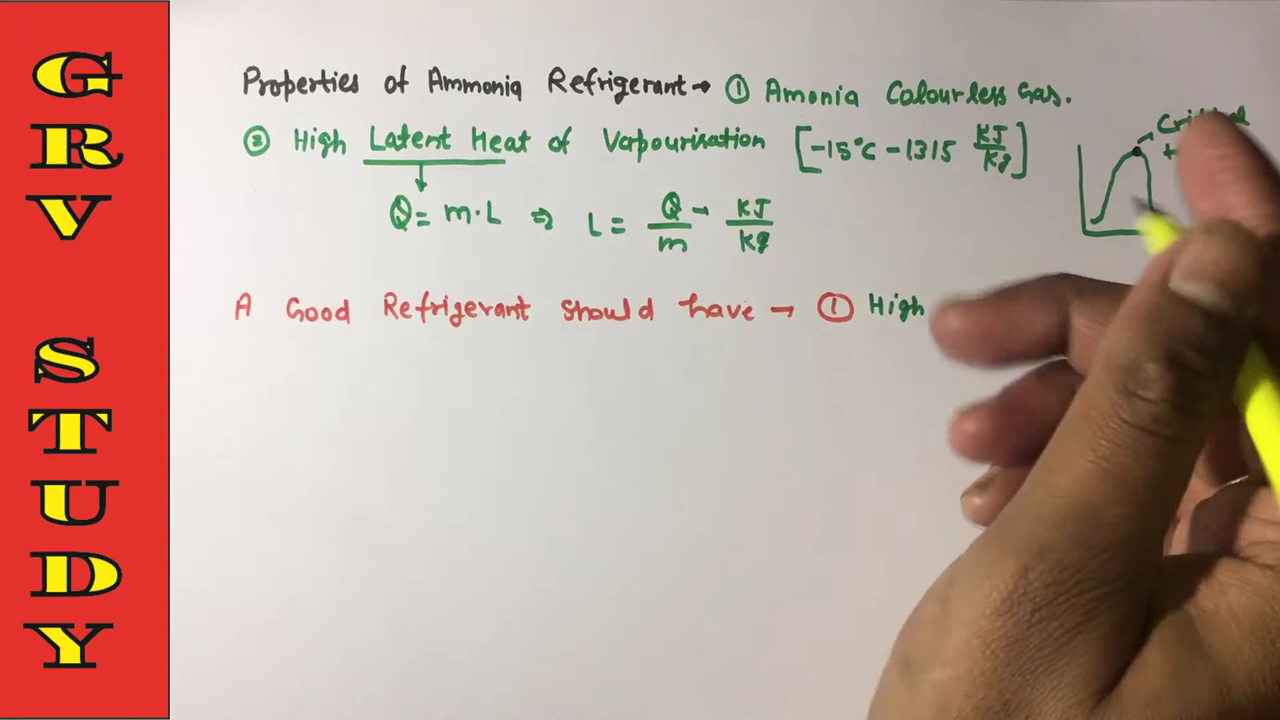 GRV STUDY
Properties of Ammonia Refrigerant → ① Amonia Colourless Gas.
② High Latent Heat of Vapourisation [-15°C - 1315 KJ/Kg]
Q = m·L ⇒ L = Q/m - KJ/Kg
A Good Refrigerant should have → ① High